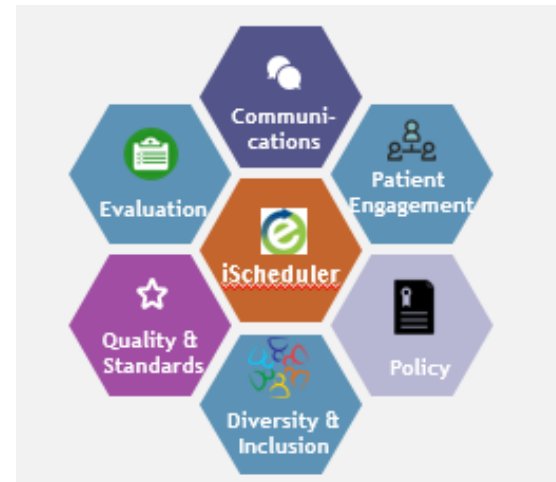 Communi-
cations
Evaluation
Patient
Engagement
iScheduler
Quality &
Standards
Policy
Diversity &
Inclusion